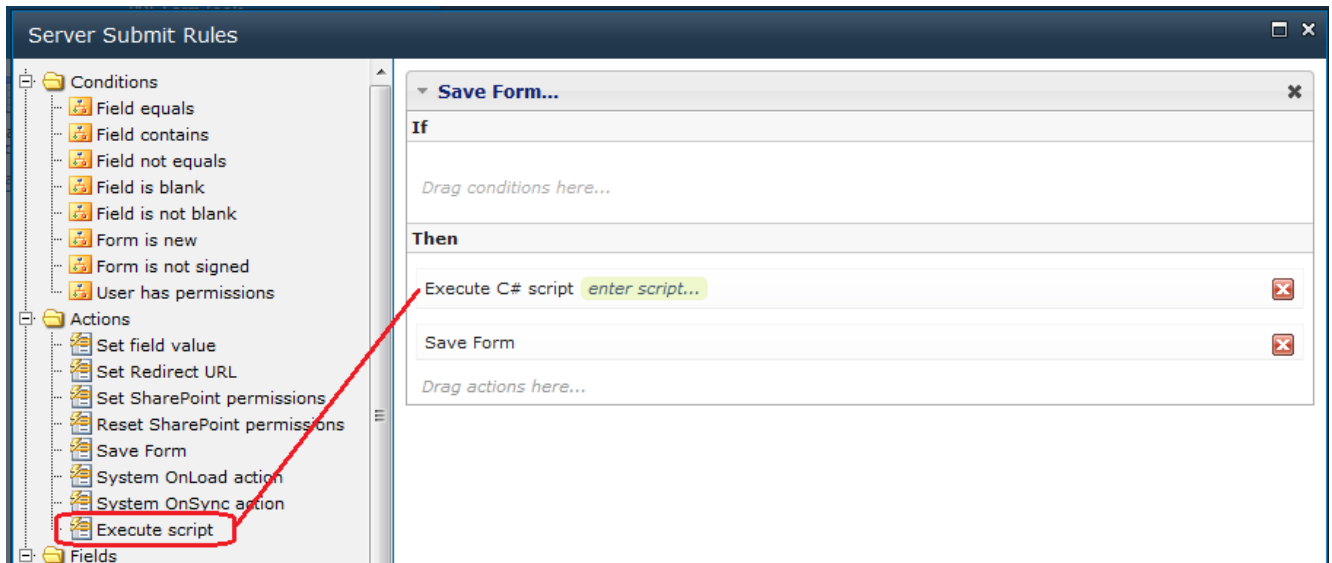 Server Submit Rules
Conditions
Field equals
Field contains
Field not equals
Field is blank
Field is not blank
Form is new
Form is not signed
User has permissions
Actions
Set field value
Set Redirect URL
Set SharePoint permissions
Reset SharePoint permissions
Save Form
System OnLoad action
System OnSync action
Execute script
Fields
Save Form...
If
Drag conditions here...
Then
Execute C# script enter script...
Save Form
Drag actions here...